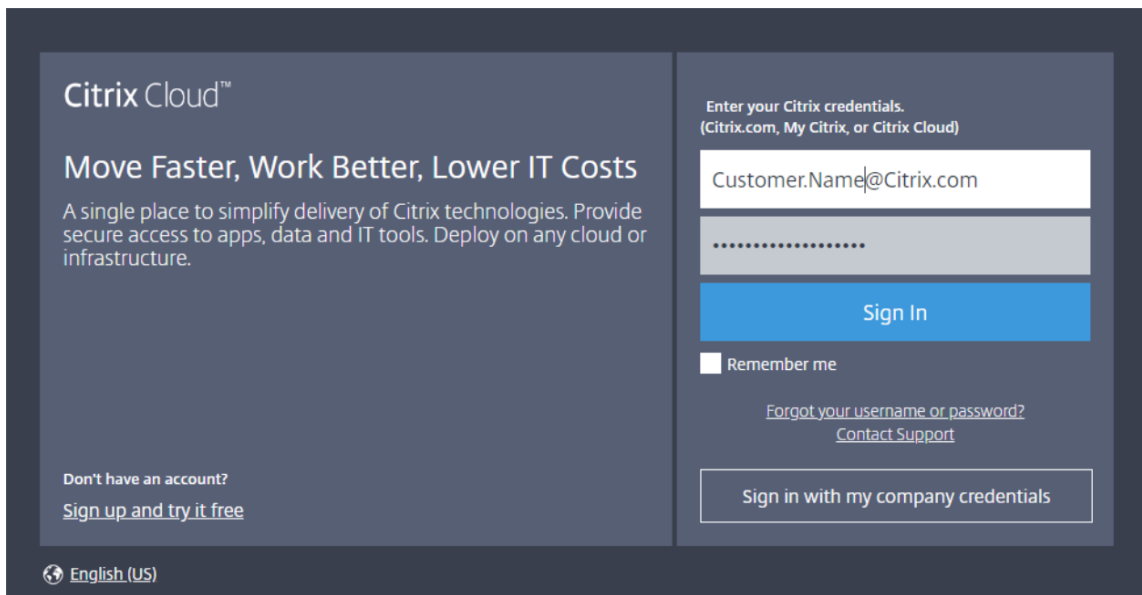 Citrix Cloud™
Move Faster, Work Better, Lower IT Costs
A single place to simplify delivery of Citrix technologies. Provide
secure access to apps, data and IT tools. Deploy on any cloud or
infrastructure.
Don't have an account?
Sign up and try it free
Enter your Citrix credentials.
(Citrix.com, My Citrix, or Citrix Cloud)
Customer.Name@Citrix.com
Sign In
Remember me
Forgot your username or password?
Contact Support
Sign in with my company credentials
English (US)